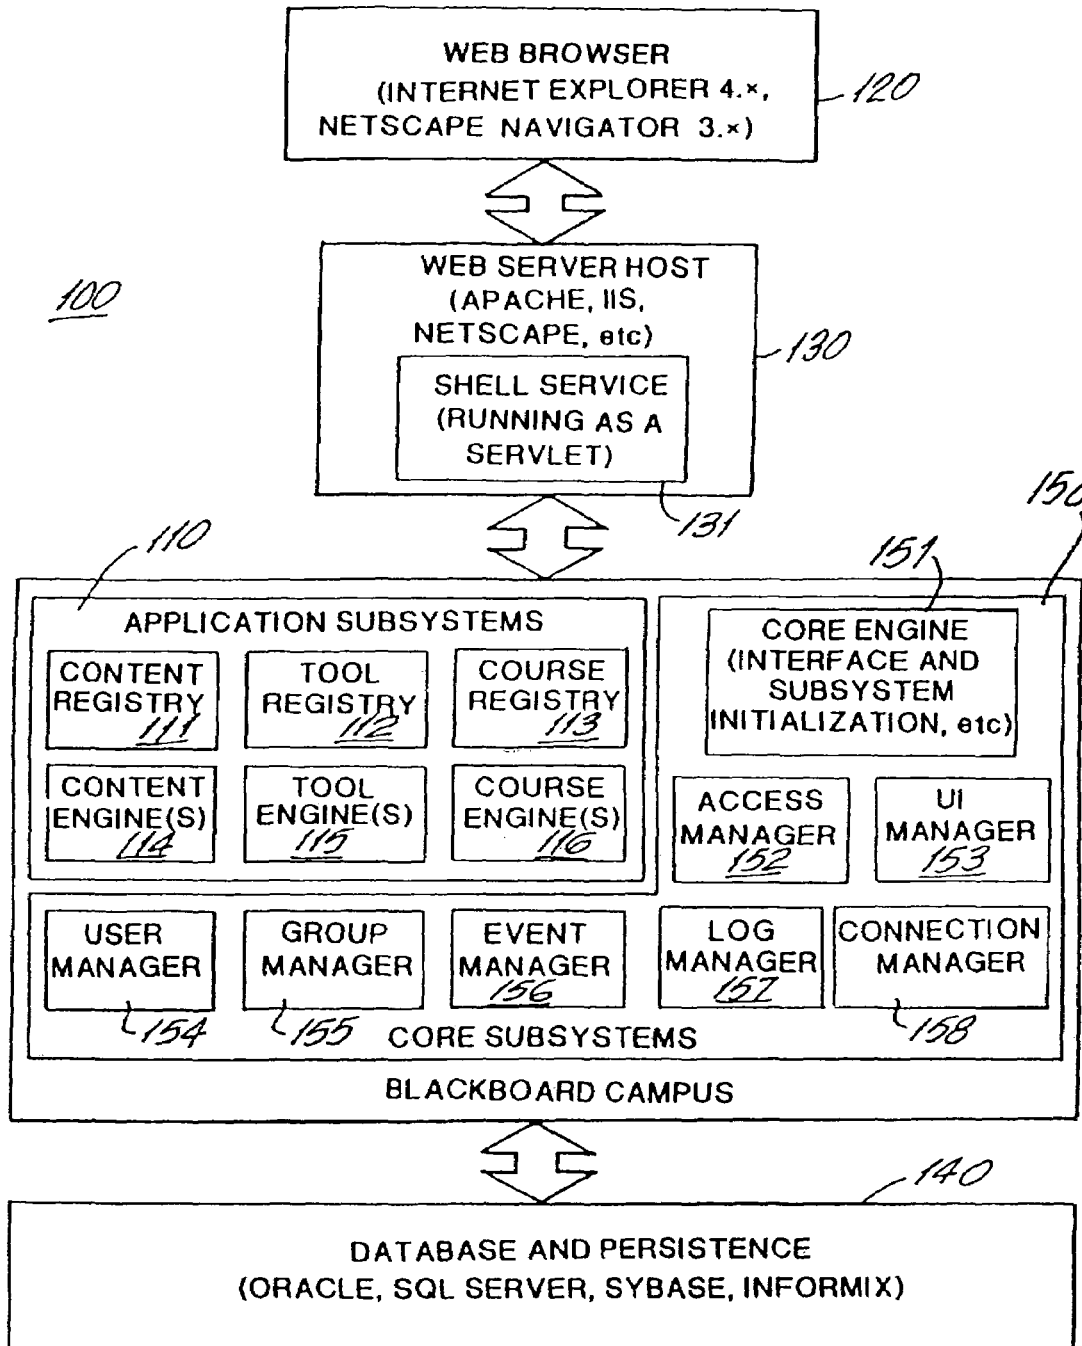 WEB BROWSER
(INTERNET EXPLORER 4.×,
NETSCAPE NAVIGATOR 3.×)
120
WEB SERVER HOST
(APACHE, IIS,
NETSCAPE, etc)
100
130
SHELL SERVICE
(RUNNING AS A
SERVLET)
131
110
150
151
APPLICATION SUBSYSTEMS
CONTENT
REGISTRY
111
TOOL
REGISTRY
112
COURSE
REGISTRY
113
CONTENT
ENGINE(S)
114
TOOL
ENGINE(S)
115
COURSE
ENGINE(S)
116
CORE ENGINE
(INTERFACE AND
SUBSYSTEM
INITIALIZATION, etc)
ACCESS
MANAGER
152
UI
MANAGER
153
USER
MANAGER
154
GROUP
MANAGER
155
EVENT
MANAGER
156
LOG
MANAGER
157
CONNECTION
MANAGER
158
CORE SUBSYSTEMS
BLACKBOARD CAMPUS
140
DATABASE AND PERSISTENCE
(ORACLE, SQL SERVER, SYBASE, INFORMIX)